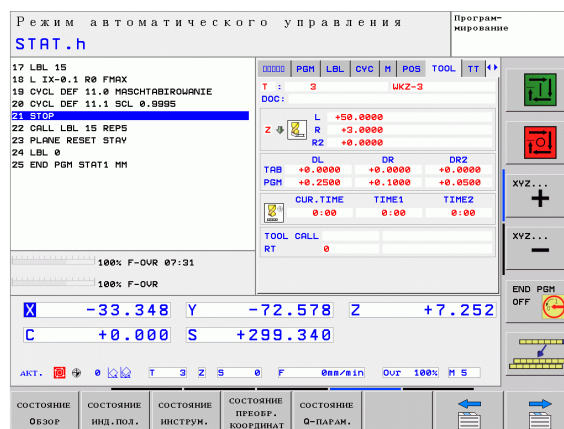 Режим автоматического управления
Програм-
мирование
STAT.h
17 LBL 15
18 L IX-0.1 R0 FMAX
19 CYCL DEF 11.0 MASCHTABIROWANIE
20 CYCL DEF 11.1 SCL 0.9995
21 STOP
22 CALL LBL 15 REP5
23 PLANE RESET STAY
24 LBL 0
25 END PGM STAT1 MM
PGM LBL CYC M POS TOOL TT
T : 3 WKZ-3
DOC:
L +50.0000
Z R +3.0000
R2 +0.0000
DL DR DR2
TAB +0.0000 +0.0000 +0.0000
PGM +0.2500 +0.1000 +0.0500
CUR.TIME TIME1 TIME2
0:00 0:00 0:00
TOOL CALL
RT 0
100% F-OVR 07:31
100% F-OVR
X -33.348 Y -72.578 Z +7.252
C +0.000 S +299.340
АКТ. 0 T 3 Z S 0 F 0mm/min Ovr 100% M 5
XYZ...
+
XYZ...
—
END PGM
OFF
СОСТОЯНИЕ ОБЗОР
СОСТОЯНИЕ ИНД.ПОЛ.
СОСТОЯНИЕ ИНСТРУМ.
СОСТОЯНИЕ ПРЕОБР. КООРДИНАТ
СОСТОЯНИЕ Q-ПАРАМ.